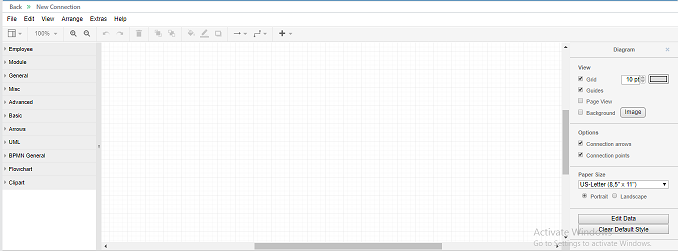 Back » New Connection
File Edit View Arrange Extras Help
100%
Employee
Module
General
Misc
Advanced
Basic
Arrous
UML
BPMN General
Flowchart
Clipart
Diagram ×
View
Grid 10 pt
Guides
Page View
Background Image
Options
Connection arrows
Connection points
Paper Size
US-Letter (8,5" x 11")
Portrait Landscape
Edit Data
Clear Default Style
Activate Windows
Go to Settings to activate Windows.